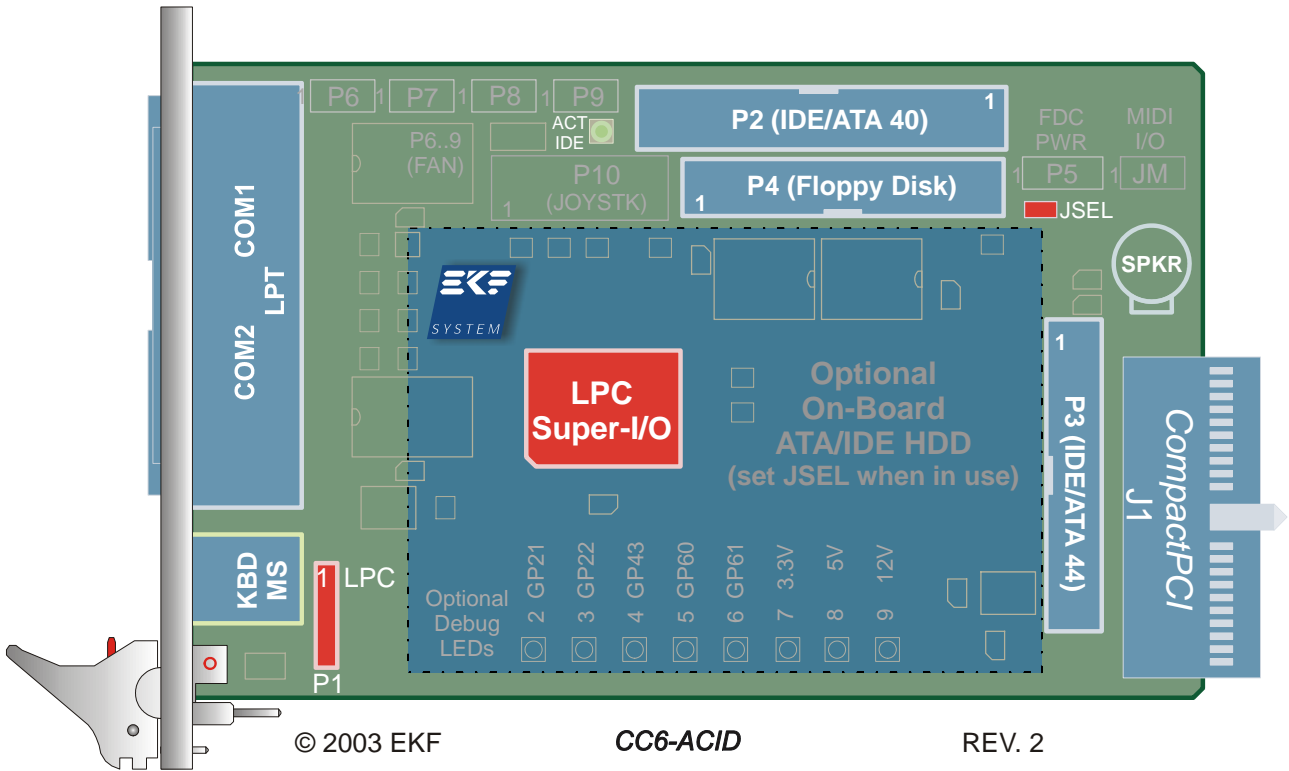 1 P6
1 P7
1 P8
1 P9
P2 (IDE/ATA 40)
1
FDC
PWR
MIDI
I/O
ACT
IDE
P6..9
(FAN)
P10
(JOYSTK)
1
P4 (Floppy Disk)
1
1 P5
1 JM
JSEL
COM1
COM2
LPT
EKF
SYSTEM
SPKR
LPC
Super-I/O
Optional
On-Board
ATA/IDE HDD
(set JSEL when in use)
1
P3 (IDE/ATA 44)
CompactPCI
J1
KBD
MS
1 LPC
P1
Optional
Debug
LEDs
2 GP21
3 GP22
4 GP43
5 GP60
6 GP61
7 3.3V
8 5V
9 12V
© 2003 EKF
CC6-ACID
REV. 2